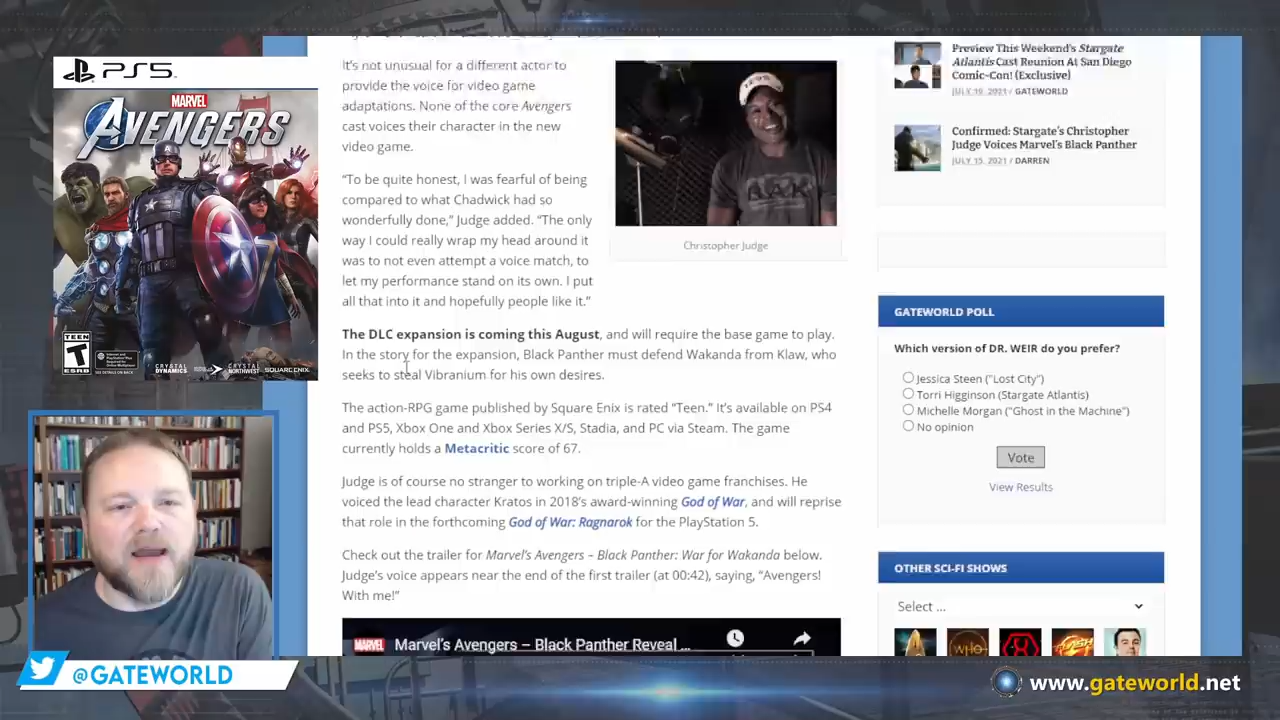 PS5
MARVEL
AVENGERS
TEEN
T
ESRB
CRYSTAL
DYNAMICS
CRYSTAL
NORTHWEST
SQUARE ENIX
It's not unusual for a different actor to
provide the voice for video game
adaptations. None of the core Avengers
cast voices their character in the new
video game.
“To be quite honest, I was fearful of being
compared to what Chadwick had so
wonderfully done,” Judge added. “The only
way I could really wrap my head around it
was to not even attempt a voice match, to
let my performance stand on its own. I put
all that into it and hopefully people like it.”
Christopher Judge
The DLC expansion is coming this August, and will require the base game to play.
In the story for the expansion, Black Panther must defend Wakanda from Klaw, who
seeks to steal Vibranium for his own desires.
The action-RPG game published by Square Enix is rated “Teen.” It's available on PS4
and PS5, Xbox One and Xbox Series X/S, Stadia, and PC via Steam. The game
currently holds a Metacritic score of 67.
Judge is of course no stranger to working on triple-A video game franchises. He
voiced the lead character Kratos in 2018's award-winning God of War, and will reprise
that role in the forthcoming God of War: Ragnarok for the PlayStation 5.
Check out the trailer for Marvel's Avengers – Black Panther: War for Wakanda below.
Judge's voice appears near the end of the first trailer (at 00:42), saying, “Avengers!
With me!”
MARVEL
Marvel's Avengers – Black Panther Reveal ...
Preview This Weekend's Stargate
Atlantis Cast Reunion At San Diego
Comic-Con! (Exclusive)
JULY 19, 2021 / GATEWORLD
Confirmed: Stargate's Christopher
Judge Voices Marvel's Black Panther
JULY 15, 2021 / DARREN
GATEWORLD POLL
Which version of DR. WEIR do you prefer?
Jessica Steen ("Lost City")
Torri Higginson (Stargate Atlantis)
Michelle Morgan ("Ghost in the Machine")
No opinion
Vote
View Results
OTHER SCI-FI SHOWS
Select ...
@GATEWORLD
www.gateworld.net